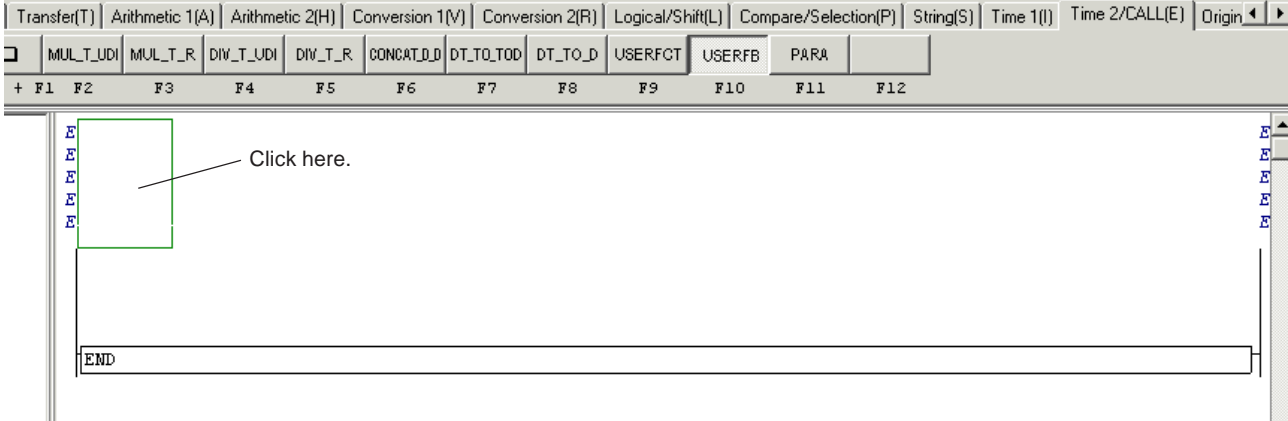 Transfer(T) Arithmetic 1(A) Arithmetic 2(H) Conversion 1(V) Conversion 2(R) Logical/Shift(L) Compare/Selection(P) String(S) Time 1(I) Time 2/CALL(E) Origin
MUL_T_UDI MUL_T_R DIV_T_UDI DIV_T_R CONCAT_D_D DT_TO_TOD DT_TO_D USERFCT USERFB PARA
+ F1 F2 F3 F4 F5 F6 F7 F8 F9 F10 F11 F12
E E
E Click here. E
E E
E E
E E
END